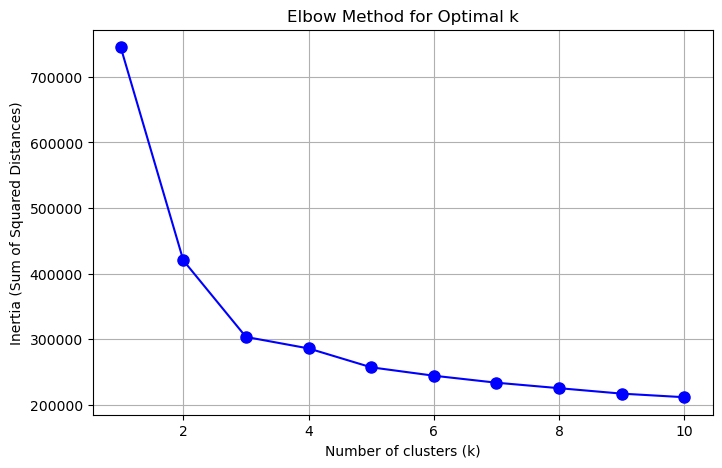 Elbow Method for Optimal k
Inertia (Sum of Squared Distances)
700000
600000
500000
400000
300000
200000
2 4 6 8 10
Number of clusters (k)